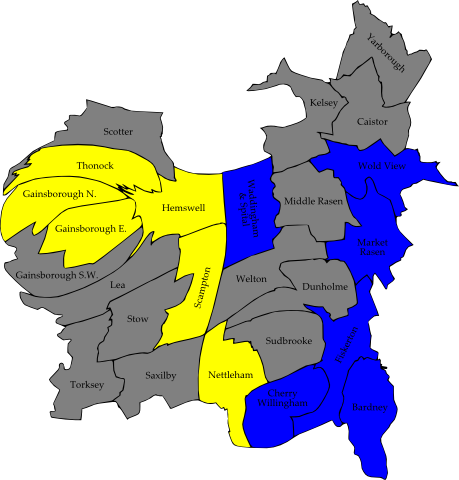 Yarborough
Kelsey
Caistor
Scotter
Thonock
Wold View
Gainsborough N.
Hemswell
Waddingham
& Spital
Middle Rasen
Gainsborough E.
Market
Rasen
Gainsborough S.W.
Lea
Scampton
Welton
Dunholme
Stow
Sudbrooke
Fiskerton
Torksey
Saxilby
Nettleham
Cherry
Willingham
Bardney